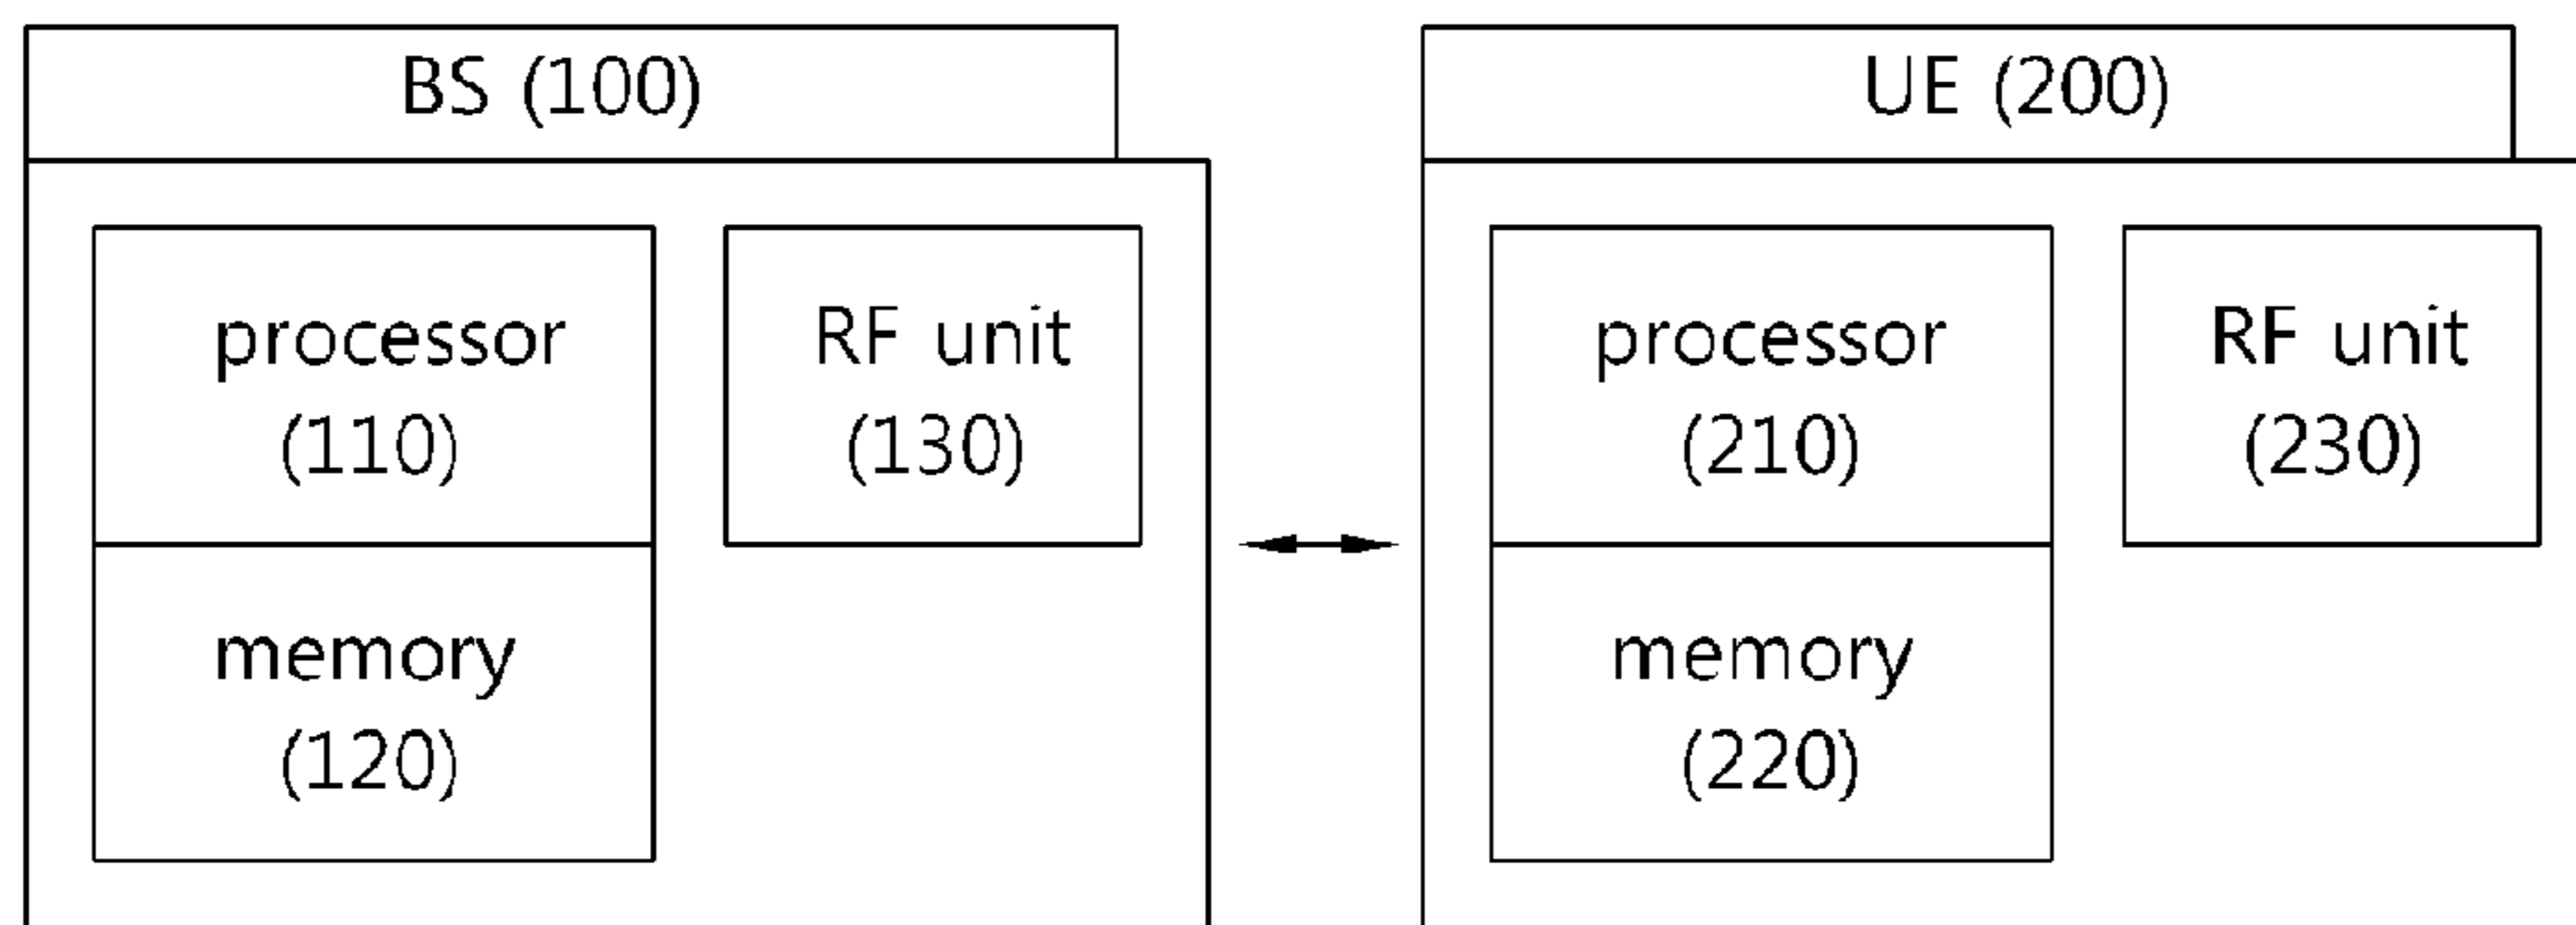 BS (100)
processor
(110)
RF unit
(130)
memory
(120)
UE (200)
processor
(210)
RF unit
(230)
memory
(220)